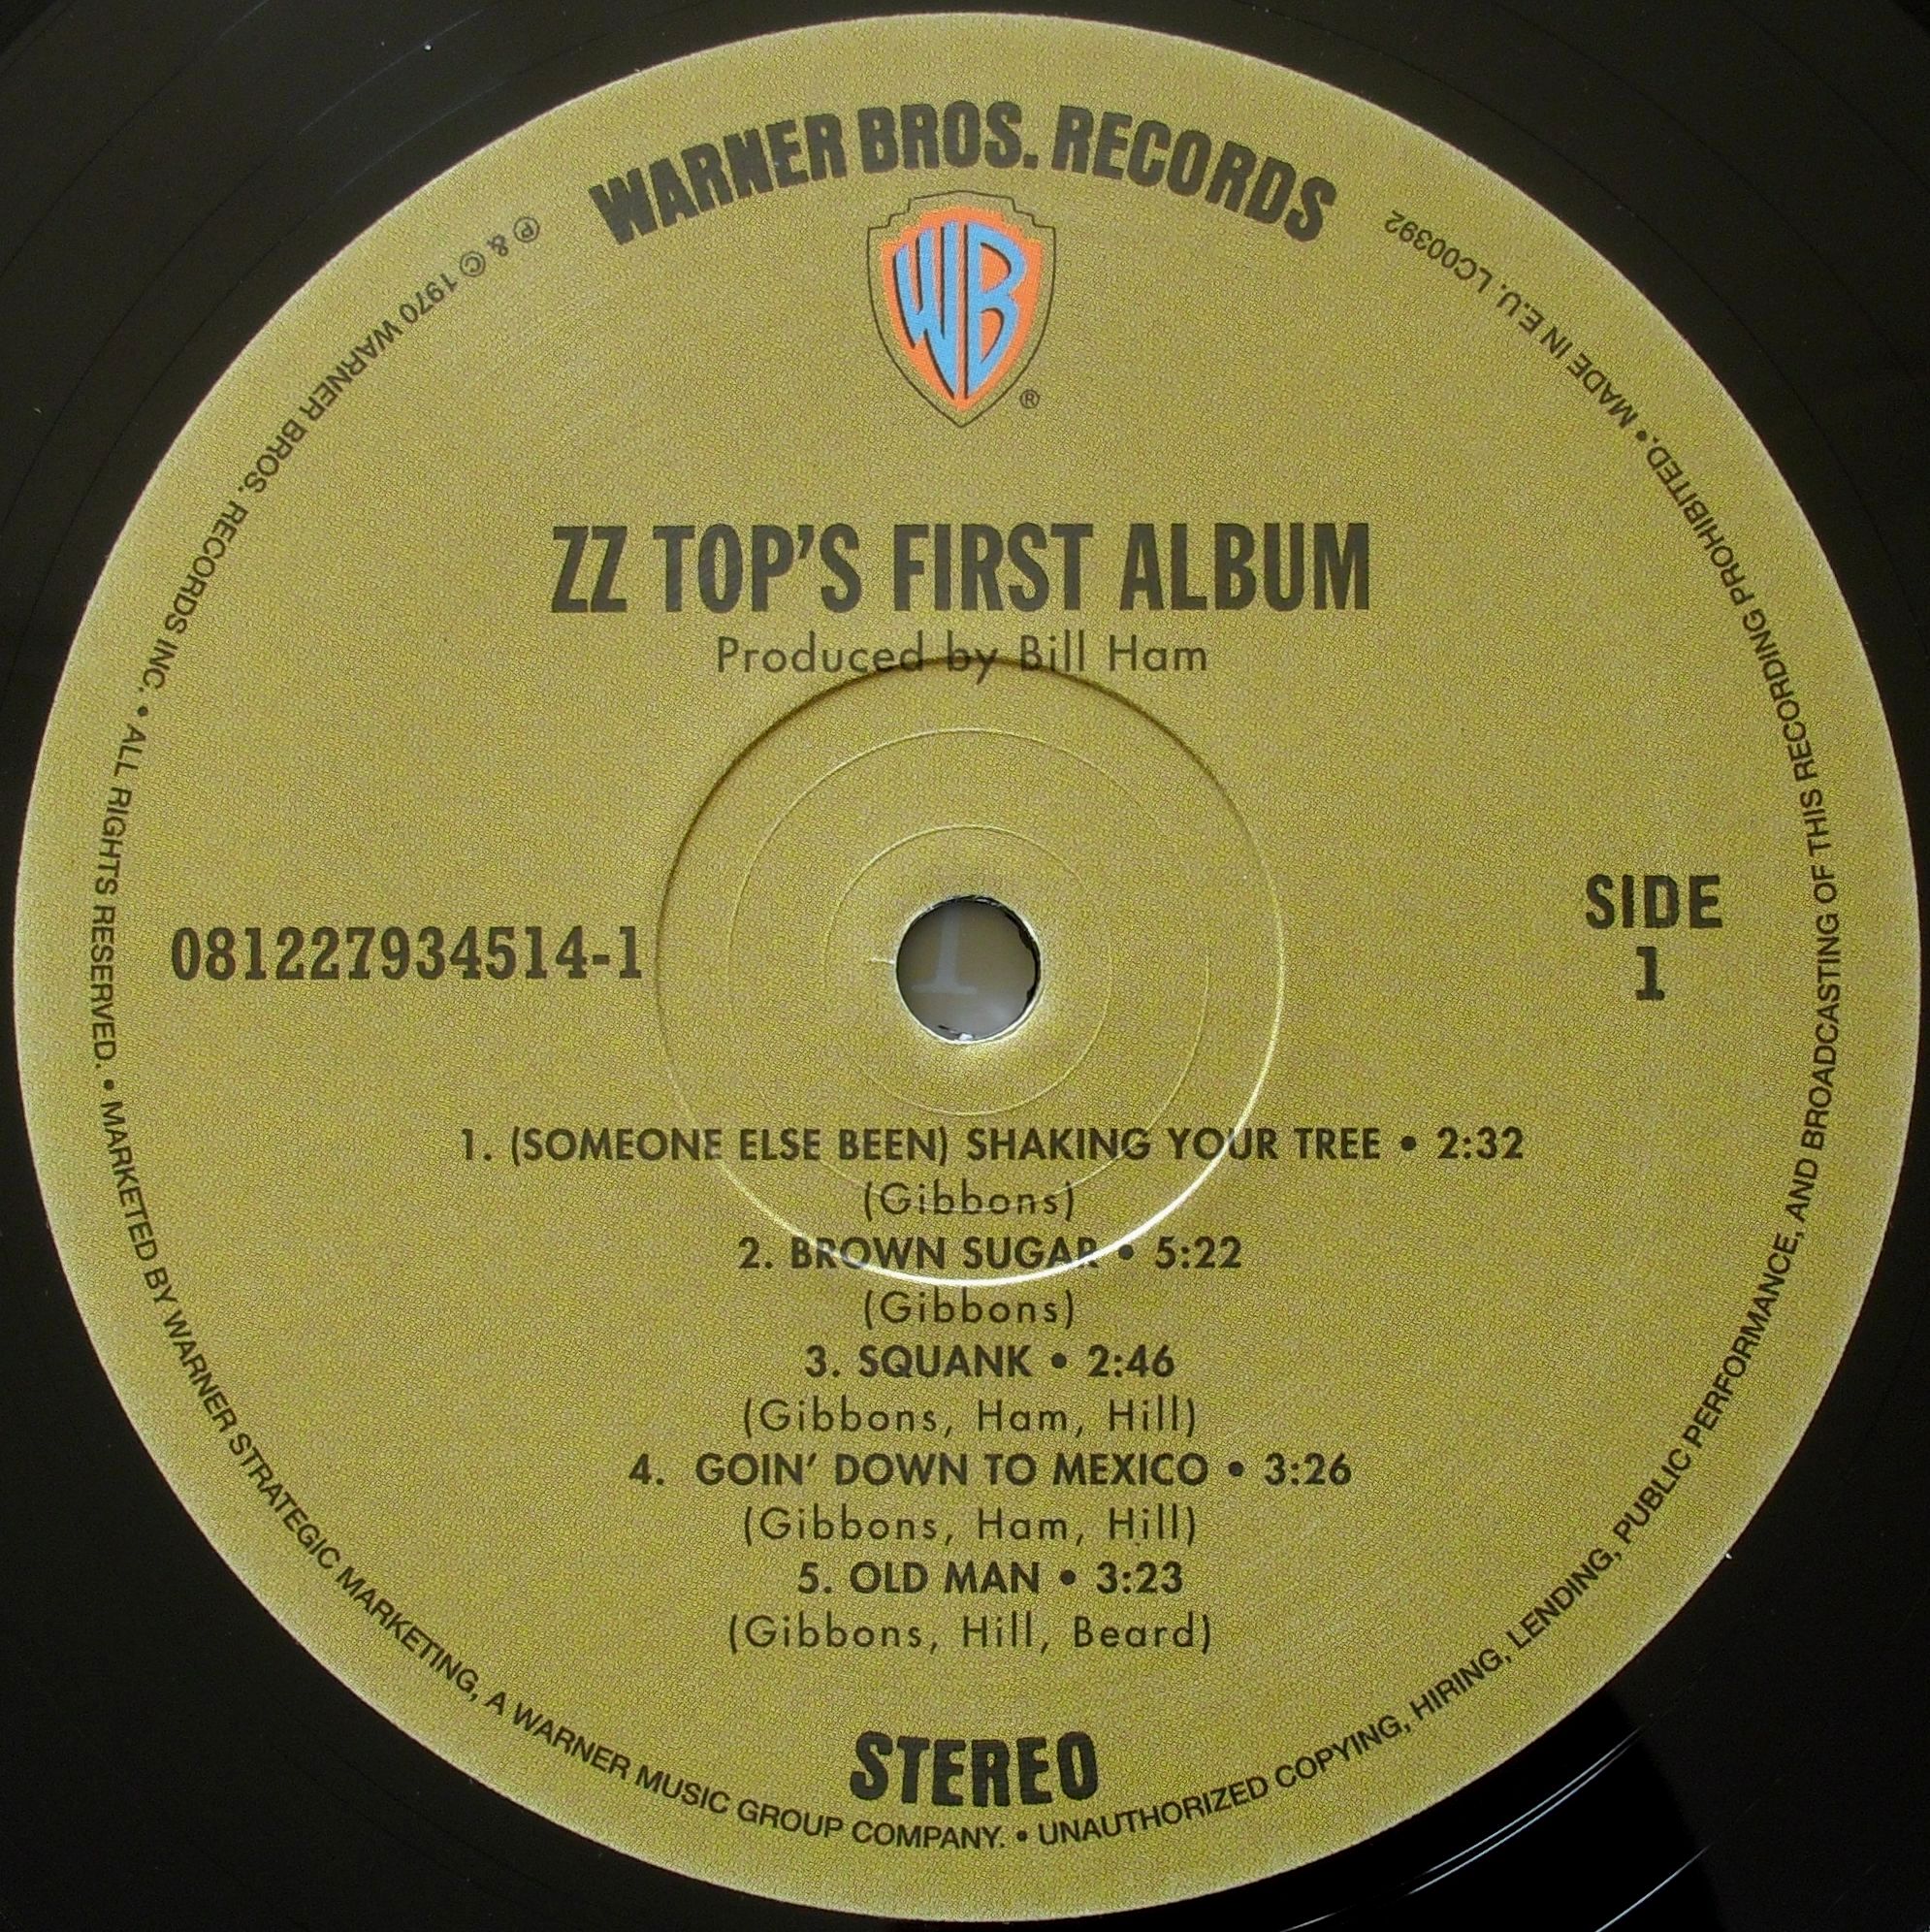 WARNER BROS. RECORDS
WB
®
ZZ TOP'S FIRST ALBUM
Produced by Bill Ham
081227934514-1
SIDE
1
1. (SOMEONE ELSE BEEN) SHAKING YOUR TREE • 2:32
(Gibbons)
2. BROWN SUGAR • 5:22
(Gibbons)
3. SQUANK • 2:46
(Gibbons, Ham, Hill)
4. GOIN' DOWN TO MEXICO • 3:26
(Gibbons, Ham, Hill)
5. OLD MAN • 3:23
(Gibbons, Hill, Beard)
STEREO
℗ & © 1970 WARNER BROS. RECORDS INC. • ALL RIGHTS RESERVED. • MARKETED BY WARNER STRATEGIC MARKETING, A WARNER MUSIC GROUP COMPANY. • UNAUTHORIZED COPYING, HIRING, LENDING, PUBLIC PERFORMANCE, AND BROADCASTING OF THIS RECORDING PROHIBITED. • MADE IN E.U. LC00392